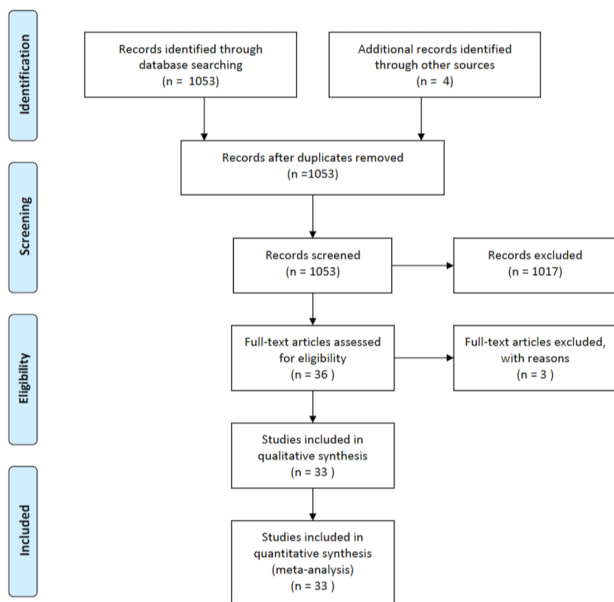 Identification
Records identified through
database searching
(n = 1053)
Additional records identified
through other sources
(n = 4)
Records after duplicates removed
(n =1053)
Screening
Records screened
(n = 1053)
Records excluded
(n = 1017)
Eligibility
Full-text articles assessed
for eligibility
(n = 36 )
Full-text articles excluded,
with reasons
(n = 3 )
Studies included in
qualitative synthesis
(n = 33 )
Included
Studies included in
quantitative synthesis
(meta-analysis)
(n = 33 )